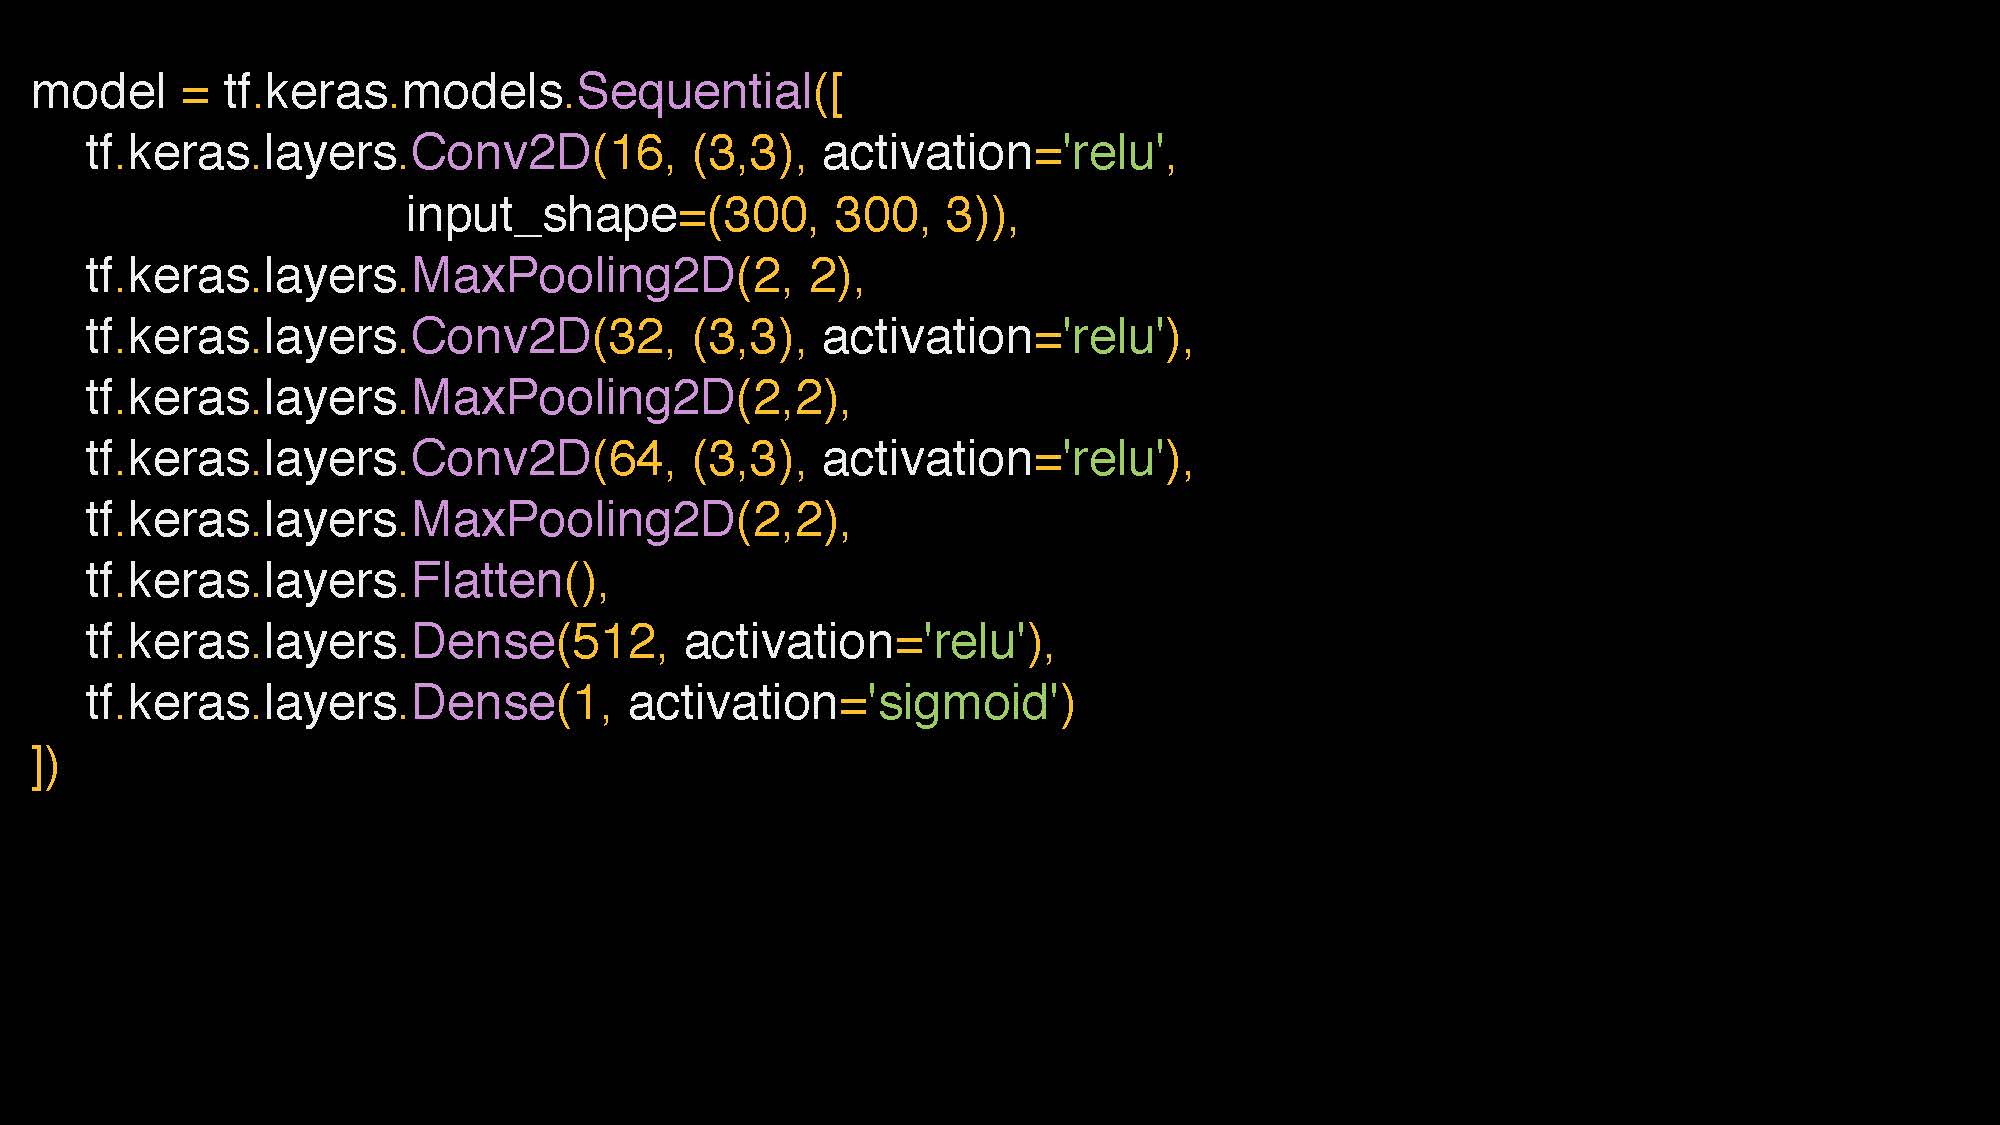 model = tf.keras.models.Sequential([
    tf.keras.layers.Conv2D(16, (3,3), activation='relu',
                           input_shape=(300, 300, 3)),
    tf.keras.layers.MaxPooling2D(2, 2),
    tf.keras.layers.Conv2D(32, (3,3), activation='relu'),
    tf.keras.layers.MaxPooling2D(2,2),
    tf.keras.layers.Conv2D(64, (3,3), activation='relu'),
    tf.keras.layers.MaxPooling2D(2,2),
    tf.keras.layers.Flatten(),
    tf.keras.layers.Dense(512, activation='relu'),
    tf.keras.layers.Dense(1, activation='sigmoid')
])